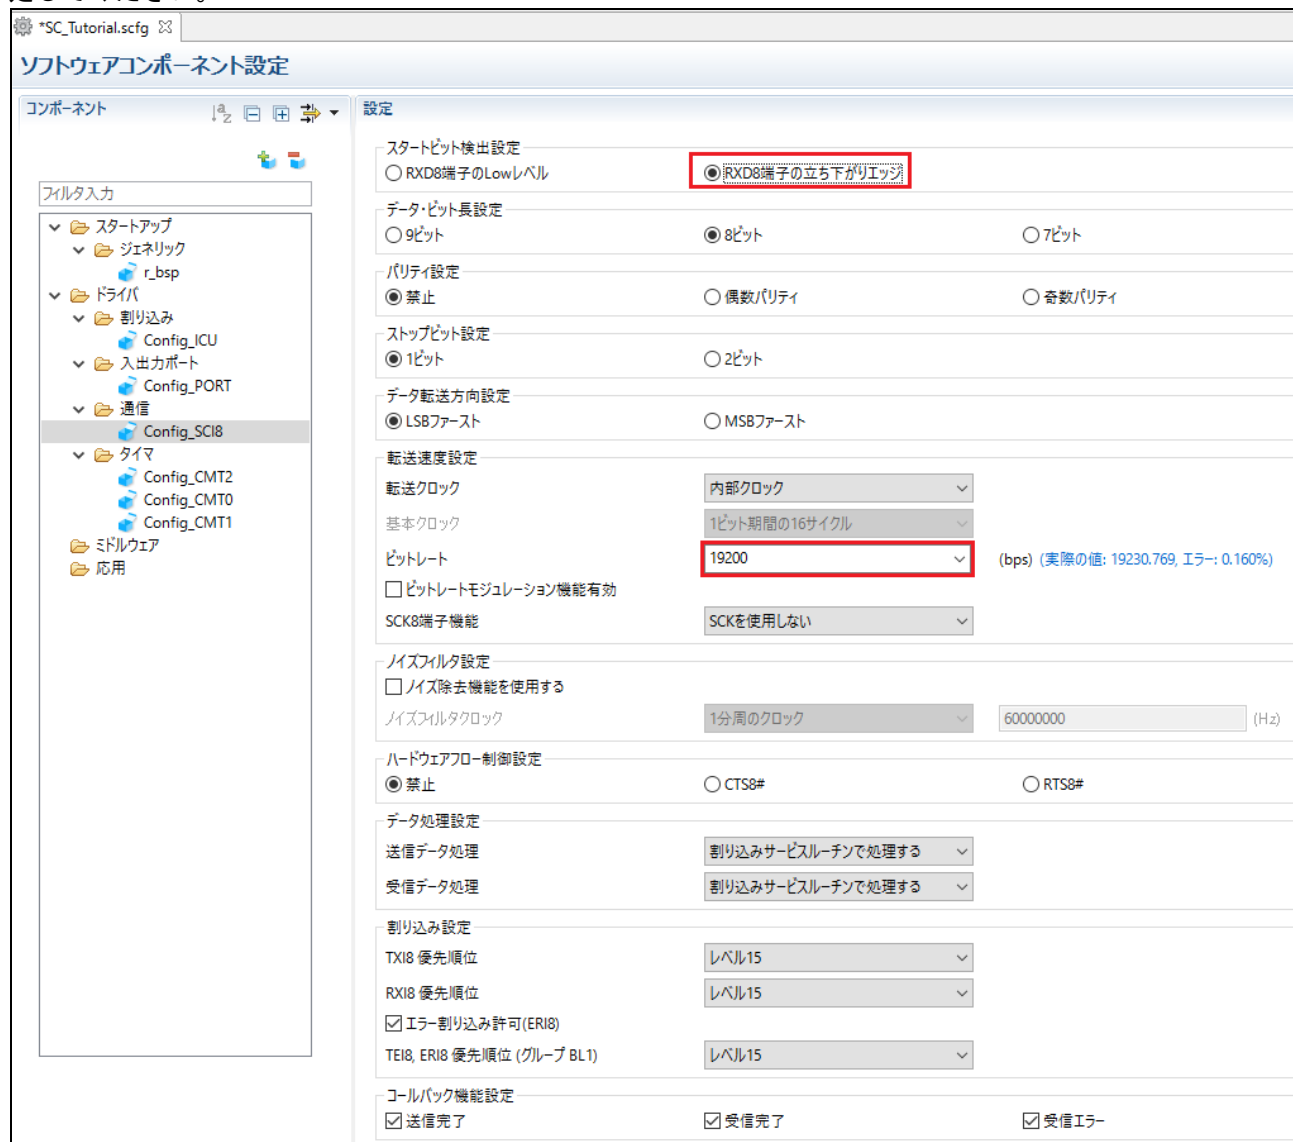 *SC_Tutorial.scfg
ソフトウェアコンポーネント設定
コンポーネント
フィルタ入力
スタートアップ
ジェネリック
r_bsp
ドライバ
割り込み
Config_ICU
入出力ポート
Config_PORT
通信
Config_SCI8
タイマ
Config_CMT2
Config_CMT0
Config_CMT1
ミドルウェア
応用
設定
スタートビット検出設定
RXD8端子のLowレベル RXD8端子の立ち下がりエッジ
データ・ビット長設定
9ビット 8ビット 7ビット
パリティ設定
禁止 偶数パリティ 奇数パリティ
ストップビット設定
1ビット 2ビット
データ転送方向設定
LSBファースト MSBファースト
転送速度設定
転送クロック 内部クロック
基本クロック 1ビット期間の16サイクル
ビットレート 19200 (bps) (実際の値: 19230.769, エラー: 0.160%)
ビットレートモジュレーション機能有効
SCK8端子機能 SCKを使用しない
ノイズフィルタ設定
ノイズ除去機能を使用する
ノイズフィルタクロック 1分周のクロック 60000000 (Hz)
ハードウェアフロー制御設定
禁止 CTS8# RTS8#
データ処理設定
送信データ処理 割り込みサービスルーチンで処理する
受信データ処理 割り込みサービスルーチンで処理する
割り込み設定
TXI8 優先順位 レベル15
RXI8 優先順位 レベル15
エラー割り込み許可(ERI8)
TEI8, ERI8 優先順位 (グループ BL1) レベル15
コールバック機能設定
送信完了 受信完了 受信エラー